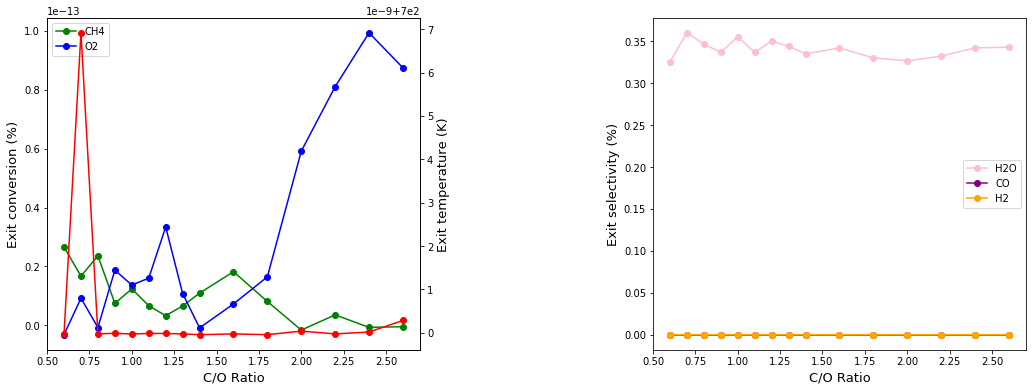 1e−13
1e−9+7e2
CH4
O2
1.0
0.8
0.6
0.4
0.2
0.0
Exit conversion (%)
7
6
5
4
3
2
1
0
Exit temperature (K)
0.50 0.75 1.00 1.25 1.50 1.75 2.00 2.25 2.50
C/O Ratio
0.35
0.30
0.25
0.20
0.15
0.10
0.05
0.00
Exit selectivity (%)
H2O
CO
H2
0.50 0.75 1.00 1.25 1.50 1.75 2.00 2.25 2.50
C/O Ratio